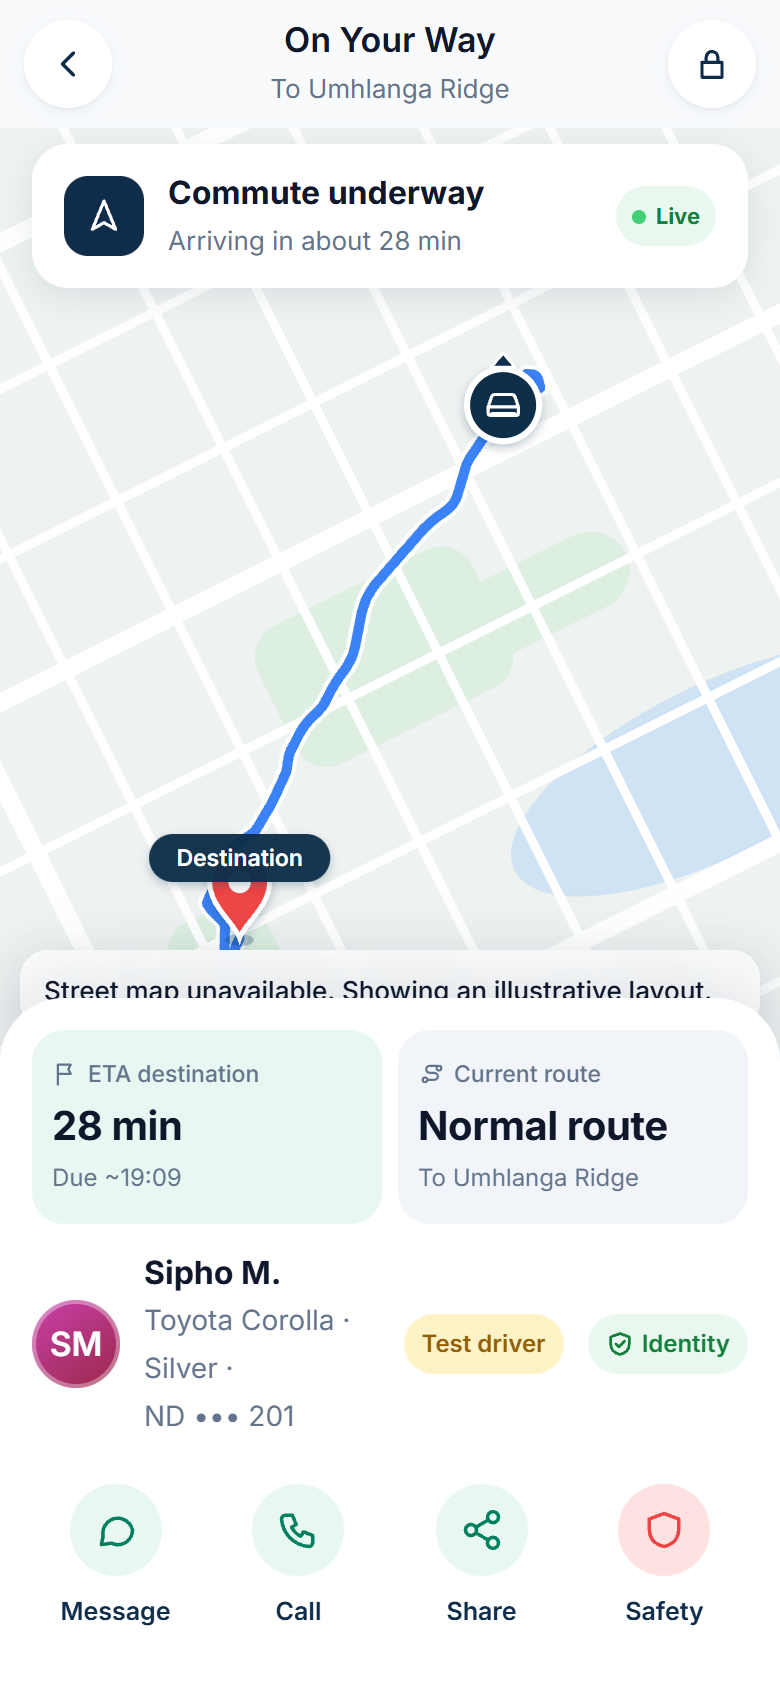 On Your Way
To Umhlanga Ridge
Commute underway
Arriving in about 28 min
Live
Destination
Street map unavailable. Showing an illustrative layout.
ETA destination
28 min
Due ~19:09
Current route
Normal route
To Umhlanga Ridge
Sipho M.
SM
Toyota Corolla ·
Silver ·
ND ••• 201
Test driver
Identity
Message
Call
Share
Safety